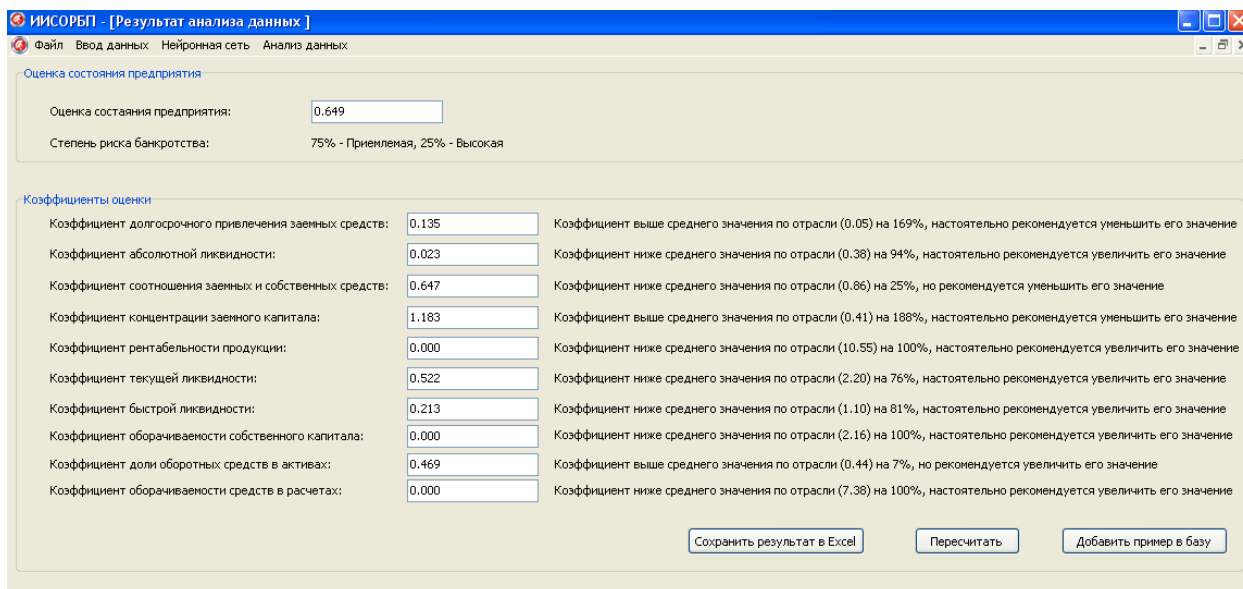 ИИСОРБП - [Результат анализа данных ]
Файл Ввод данных Нейронная сеть Анализ данных
Оценка состояния предприятия
Оценка состаяния предприятия: 0.649
Степень риска банкротства: 75% - Приемлемая, 25% - Высокая
Коэффициенты оценки
Коэффициент долгосрочного привлечения заемных средств: 0.135 Коэффициент выше среднего значения по отрасли (0.05) на 169%, настоятельно рекомендуется уменьшить его значение
Коэффициент абсолютной ликвидности: 0.023 Коэффициент ниже среднего значения по отрасли (0.38) на 94%, настоятельно рекомендуется увеличить его значение
Коэффициент соотношения заемных и собственных средств: 0.647 Коэффициент ниже среднего значения по отрасли (0.86) на 25%, но рекомендуется уменьшить его значение
Коэффициент концентрации заемного капитала: 1.183 Коэффициент выше среднего значения по отрасли (0.41) на 188%, настоятельно рекомендуется уменьшить его значение
Коэффициент рентабельности продукции: 0.000 Коэффициент ниже среднего значения по отрасли (10.55) на 100%, настоятельно рекомендуется увеличить его значение
Коэффициент текущей ликвидности: 0.522 Коэффициент ниже среднего значения по отрасли (2.20) на 76%, настоятельно рекомендуется увеличить его значение
Коэффициент быстрой ликвидности: 0.213 Коэффициент ниже среднего значения по отрасли (1.10) на 81%, настоятельно рекомендуется увеличить его значение
Коэффициент оборачиваемости собственного капитала: 0.000 Коэффициент ниже среднего значения по отрасли (2.16) на 100%, настоятельно рекомендуется увеличить его значение
Коэффициент доли оборотных средств в активах: 0.469 Коэффициент выше среднего значения по отрасли (0.44) на 7%, но рекомендуется увеличить его значение
Коэффициент оборачиваемости средств в расчетах: 0.000 Коэффициент ниже среднего значения по отрасли (7.38) на 100%, настоятельно рекомендуется увеличить его значение
Сохранить результат в Excel Пересчитать Добавить пример в базу